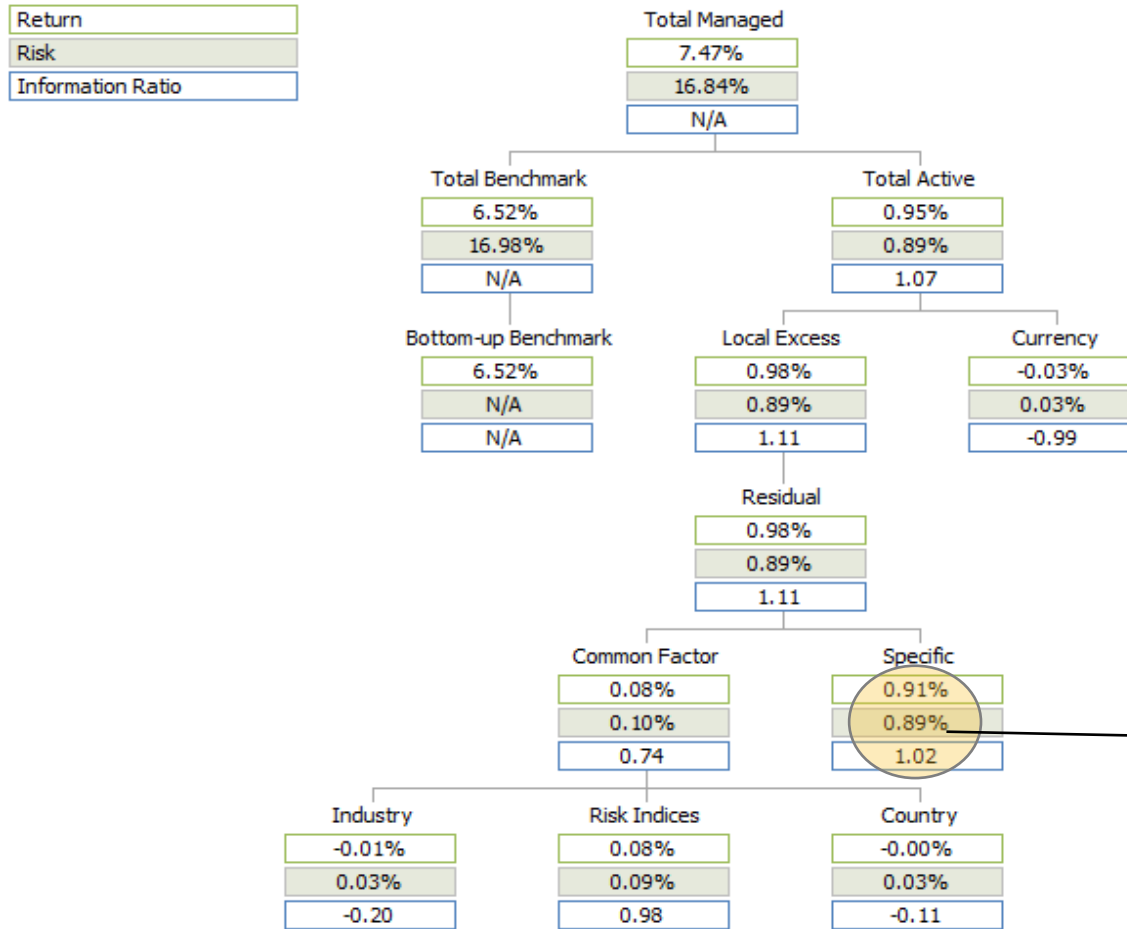 Return
Risk
Information Ratio
Total Managed
7.47%
16.84%
N/A
Total Benchmark
6.52%
16.98%
N/A
Total Active
0.95%
0.89%
1.07
Bottom-up Benchmark
6.52%
N/A
N/A
Local Excess
0.98%
0.89%
1.11
Currency
-0.03%
0.03%
-0.99
Residual
0.98%
0.89%
1.11
Common Factor
0.08%
0.10%
0.74
Specific
0.91%
0.89%
1.02
Industry
-0.01%
0.03%
-0.20
Risk Indices
0.08%
0.09%
0.98
Country
-0.00%
0.03%
-0.11